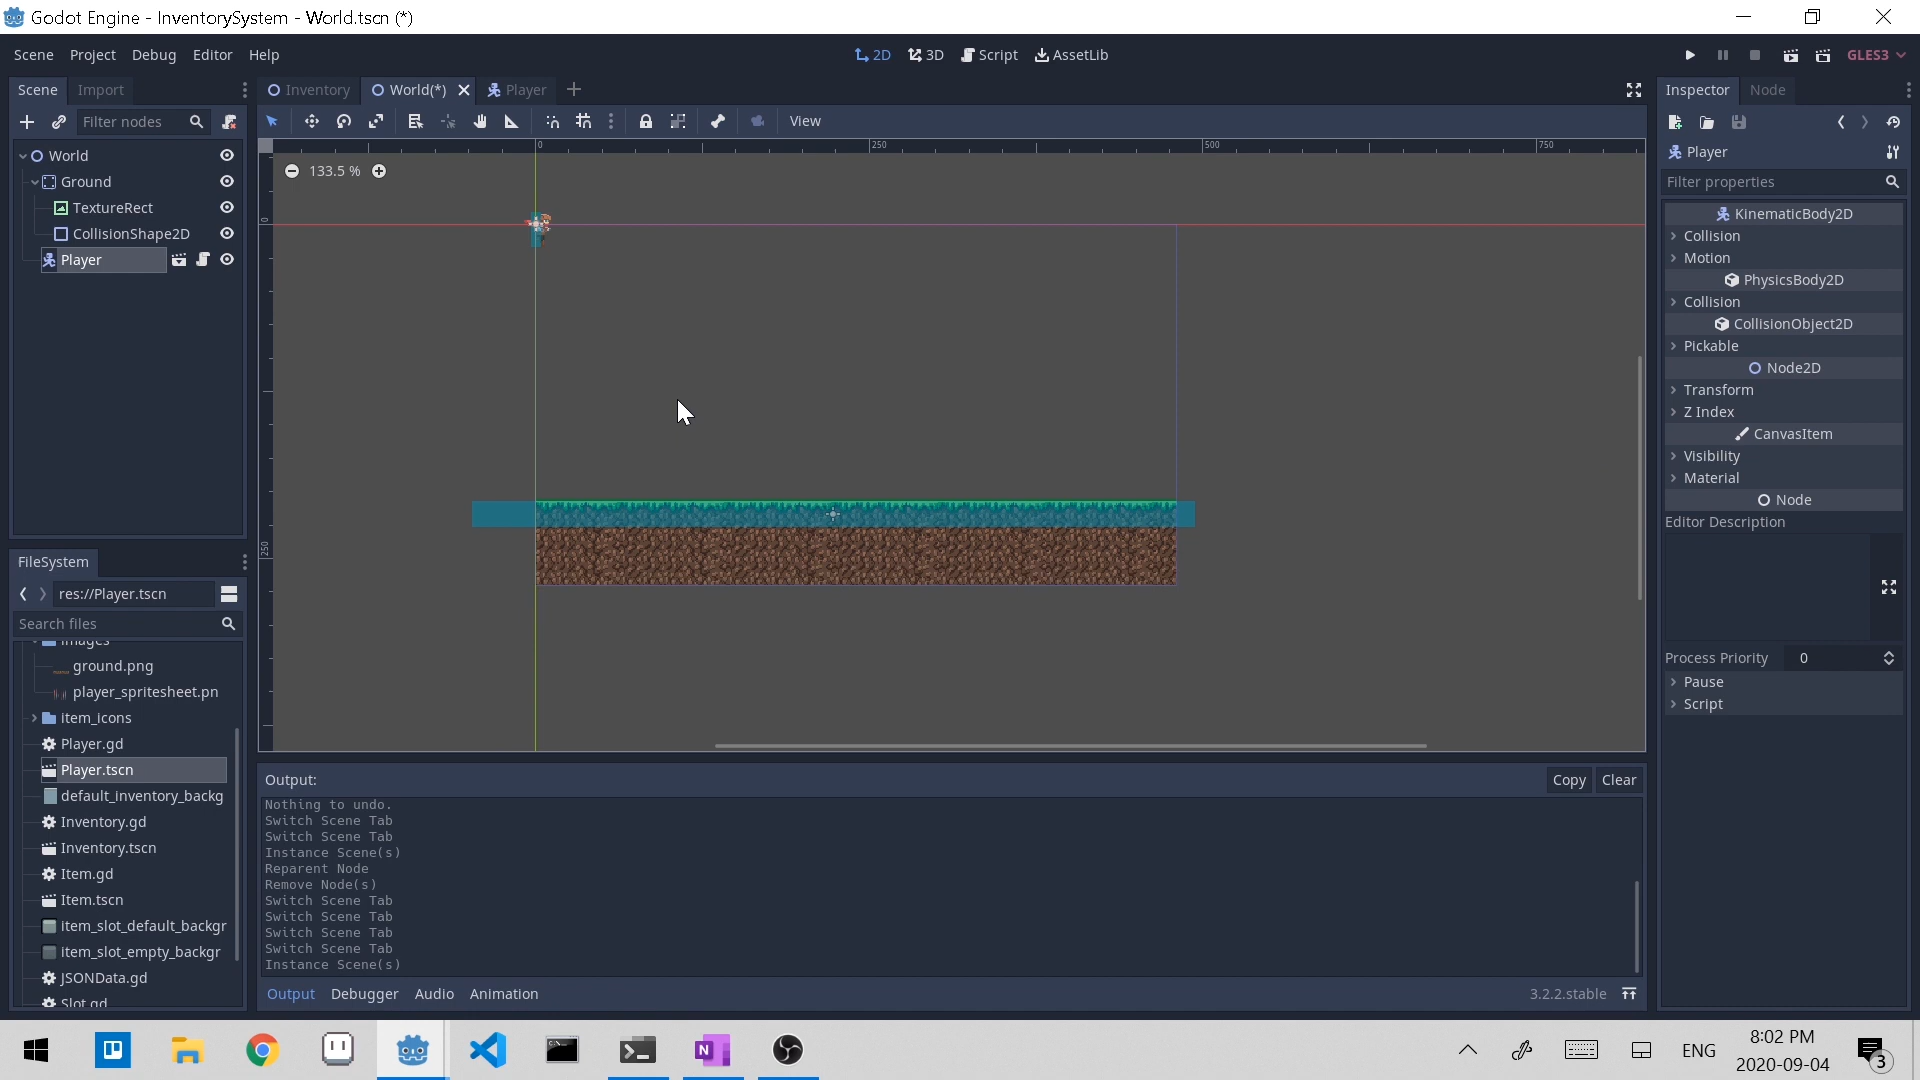 Godot Engine - InventorySystem - World.tscn (*)
Scene Project Debug Editor Help
2D 3D Script AssetLib
GLES3
Scene Import
Inventory World(*) Player
Inspector Node
Filter nodes
View
World
Ground
TextureRect
CollisionShape2D
Player
133.5 %
0 250 500 750
0
250
Player
Filter properties
KinematicBody2D
Collision
Motion
PhysicsBody2D
Collision
CollisionObject2D
Pickable
Node2D
Transform
Z Index
CanvasItem
Visibility
Material
Node
Editor Description
Process Priority 0
Pause
Script
FileSystem
res://Player.tscn
Search files
images
ground.png
player_spritesheet.pn
item_icons
Player.gd
Player.tscn
default_inventory_backg
Inventory.gd
Inventory.tscn
Item.gd
Item.tscn
item_slot_default_backgr
item_slot_empty_backgr
JSONData.gd
Slot.gd
Output:
Copy Clear
Nothing to undo.
Switch Scene Tab
Switch Scene Tab
Instance Scene(s)
Reparent Node
Remove Node(s)
Switch Scene Tab
Switch Scene Tab
Switch Scene Tab
Switch Scene Tab
Instance Scene(s)
Output Debugger Audio Animation
3.2.2.stable
N
ENG
8:02 PM
2020-09-04
3